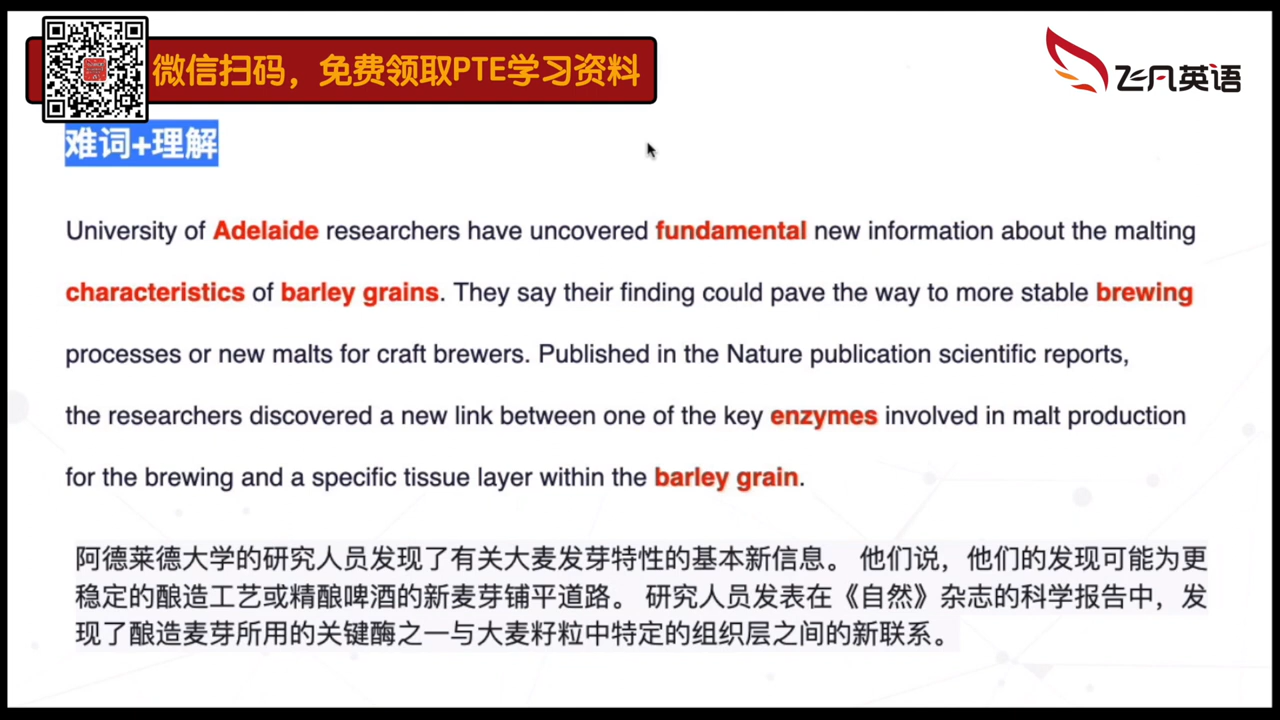 微信扫码，免费领取PTE学习资料
飞凡英语
难词+理解
University of Adelaide researchers have uncovered fundamental new information about the malting
characteristics of barley grains. They say their finding could pave the way to more stable brewing
processes or new malts for craft brewers. Published in the Nature publication scientific reports,
the researchers discovered a new link between one of the key enzymes involved in malt production
for the brewing and a specific tissue layer within the barley grain.
阿德莱德大学的研究人员发现了有关大麦发芽特性的基本新信息。 他们说，他们的发现可能为更
稳定的酿造工艺或精酿啤酒的新麦芽铺平道路。 研究人员发表在《自然》杂志的科学报告中，发
现了酿造麦芽所用的关键酶之一与大麦籽粒中特定的组织层之间的新联系。